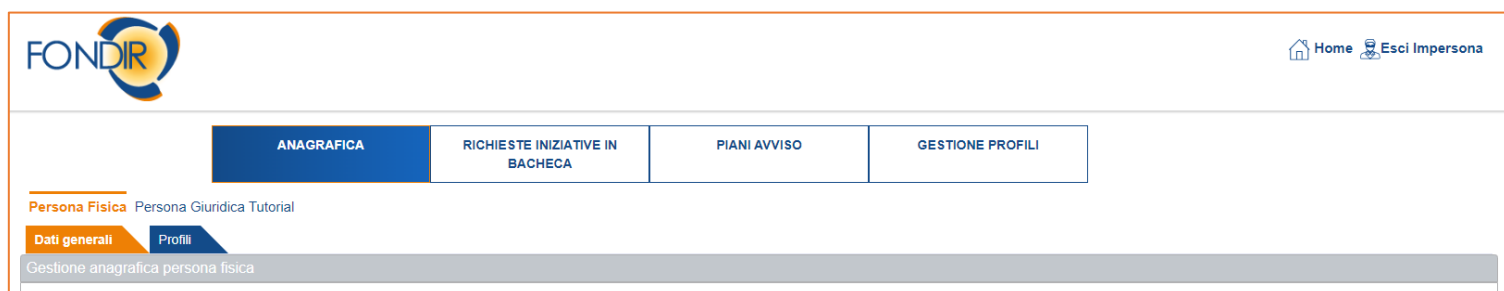 FONDIR
Home Esci Impersona
ANAGRAFICA
RICHIESTE INIZIATIVE IN
BACHECA
PIANI AVVISO
GESTIONE PROFILI
Persona Fisica Persona Giuridica Tutorial
Dati generali Profili
Gestione anagrafica persona fisica